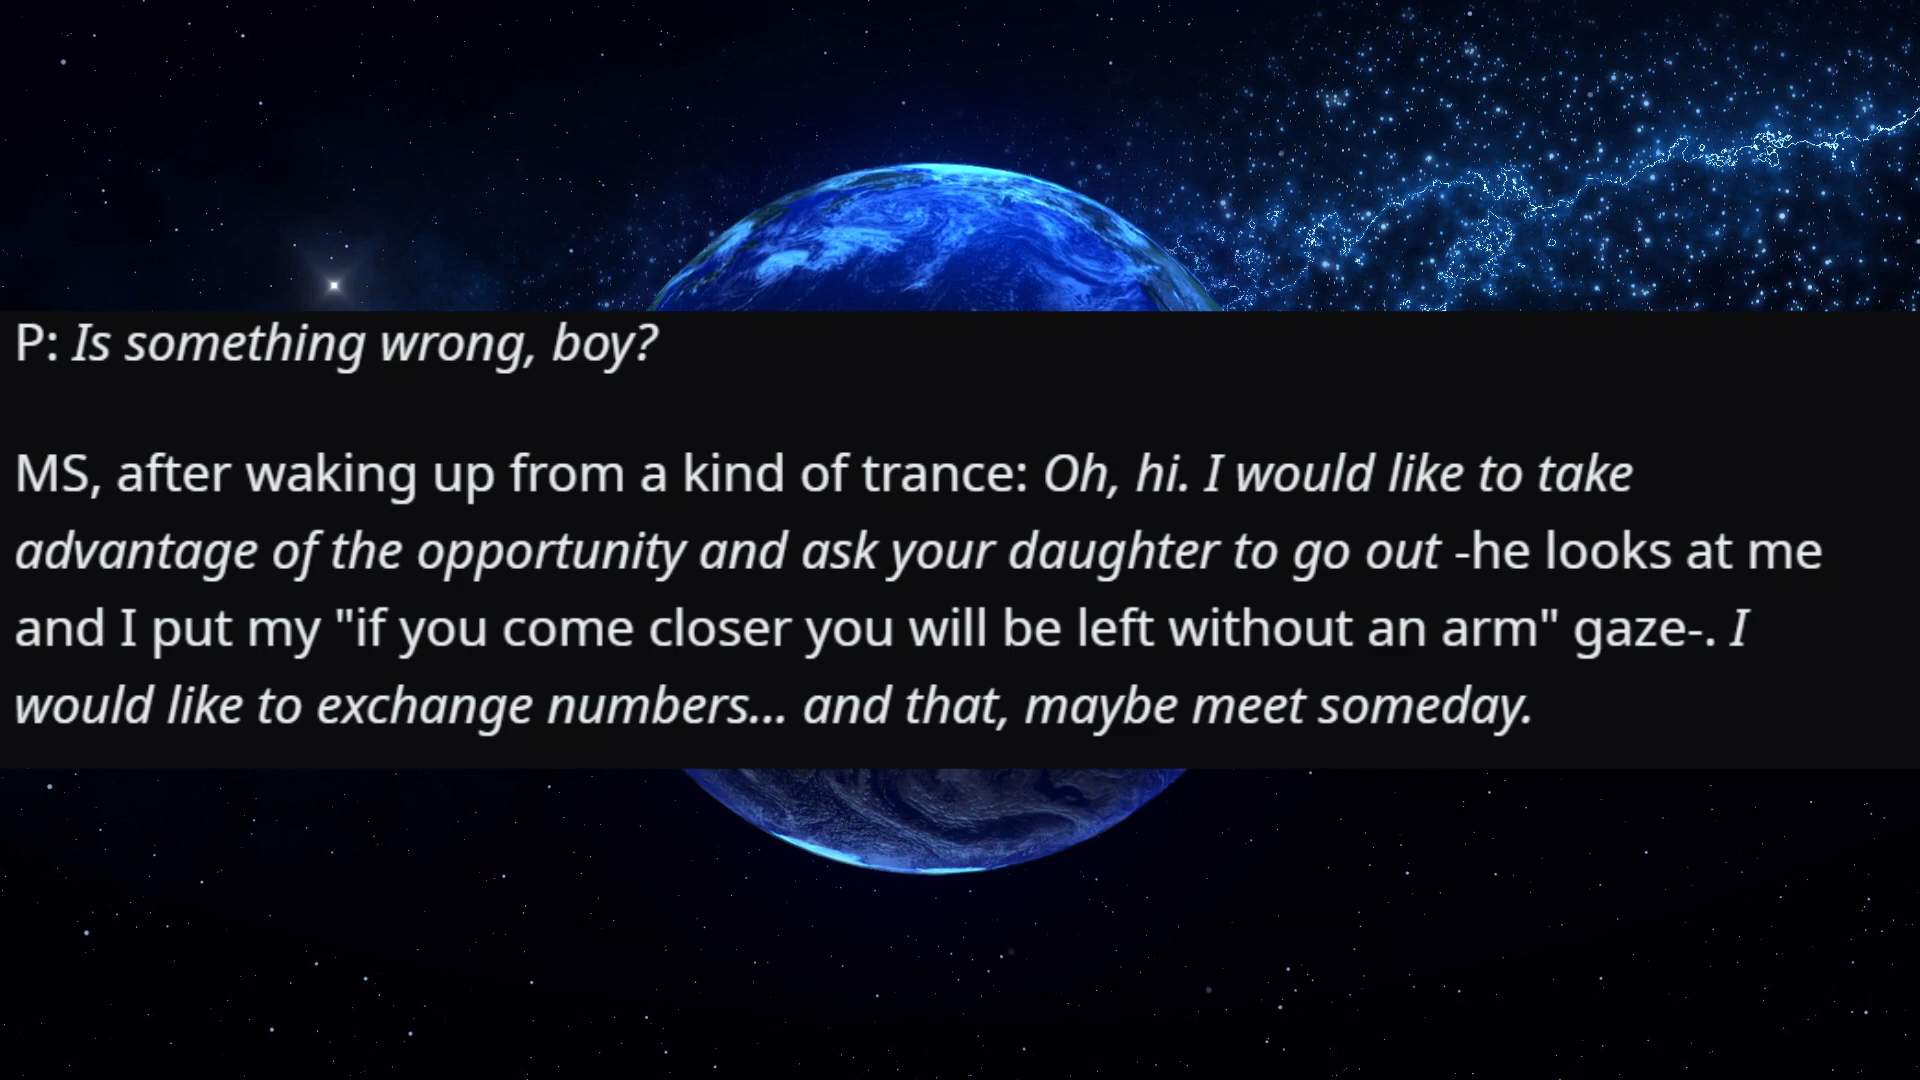 P: Is something wrong, boy?
MS, after waking up from a kind of trance: Oh, hi. I would like to take
advantage of the opportunity and ask your daughter to go out -he looks at me
and I put my "if you come closer you will be left without an arm" gaze-. I
would like to exchange numbers... and that, maybe meet someday.